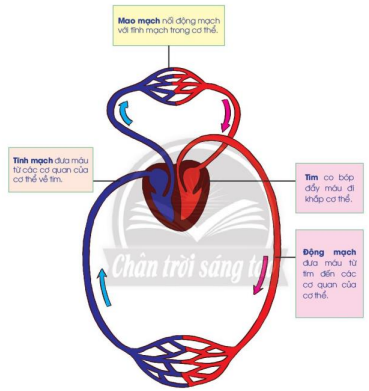 Mao mạch nối động mạch
với tĩnh mạch trong cơ thể.
Tĩnh mạch đưa máu
từ các cơ quan của
cơ thể về tim.
Tim co bóp
đẩy máu đi
khắp cơ thể.
Động mạch
đưa máu từ
tim đến các
cơ quan của
cơ thể.
Chân trời sáng tạo